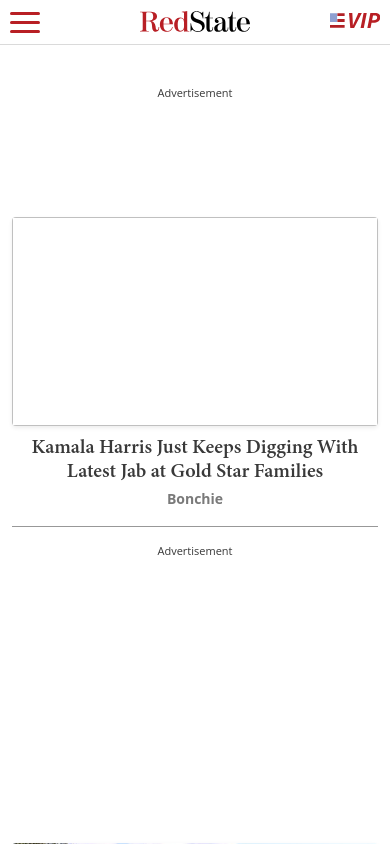 RedState
VIP
Advertisement
Kamala Harris Just Keeps Digging With
Latest Jab at Gold Star Families
Bonchie
Advertisement